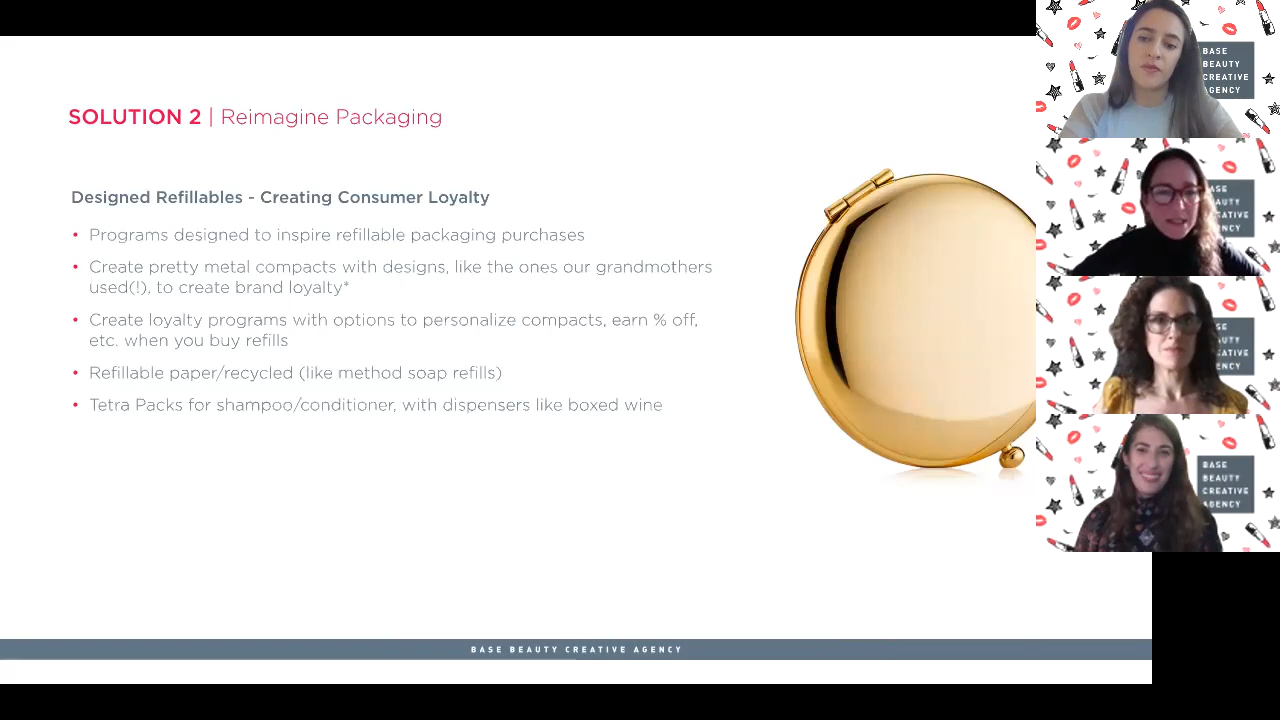 SOLUTION 2 | Reimagine Packaging
Designed Refillables - Creating Consumer Loyalty
• Programs designed to inspire refillable packaging purchases
• Create pretty metal compacts with designs, like the ones our grandmothers
used(!), to create brand loyalty*
• Create loyalty programs with options to personalize compacts, earn % off,
etc. when you buy refills
• Refillable paper/recycled (like method soap refills)
• Tetra Packs for shampoo/conditioner, with dispensers like boxed wine
BASE BEAUTY CREATIVE AGENCY
BASE
BEAUTY
CREATIVE
AGENCY
BASE
BEAUTY
CREATIVE
AGENCY